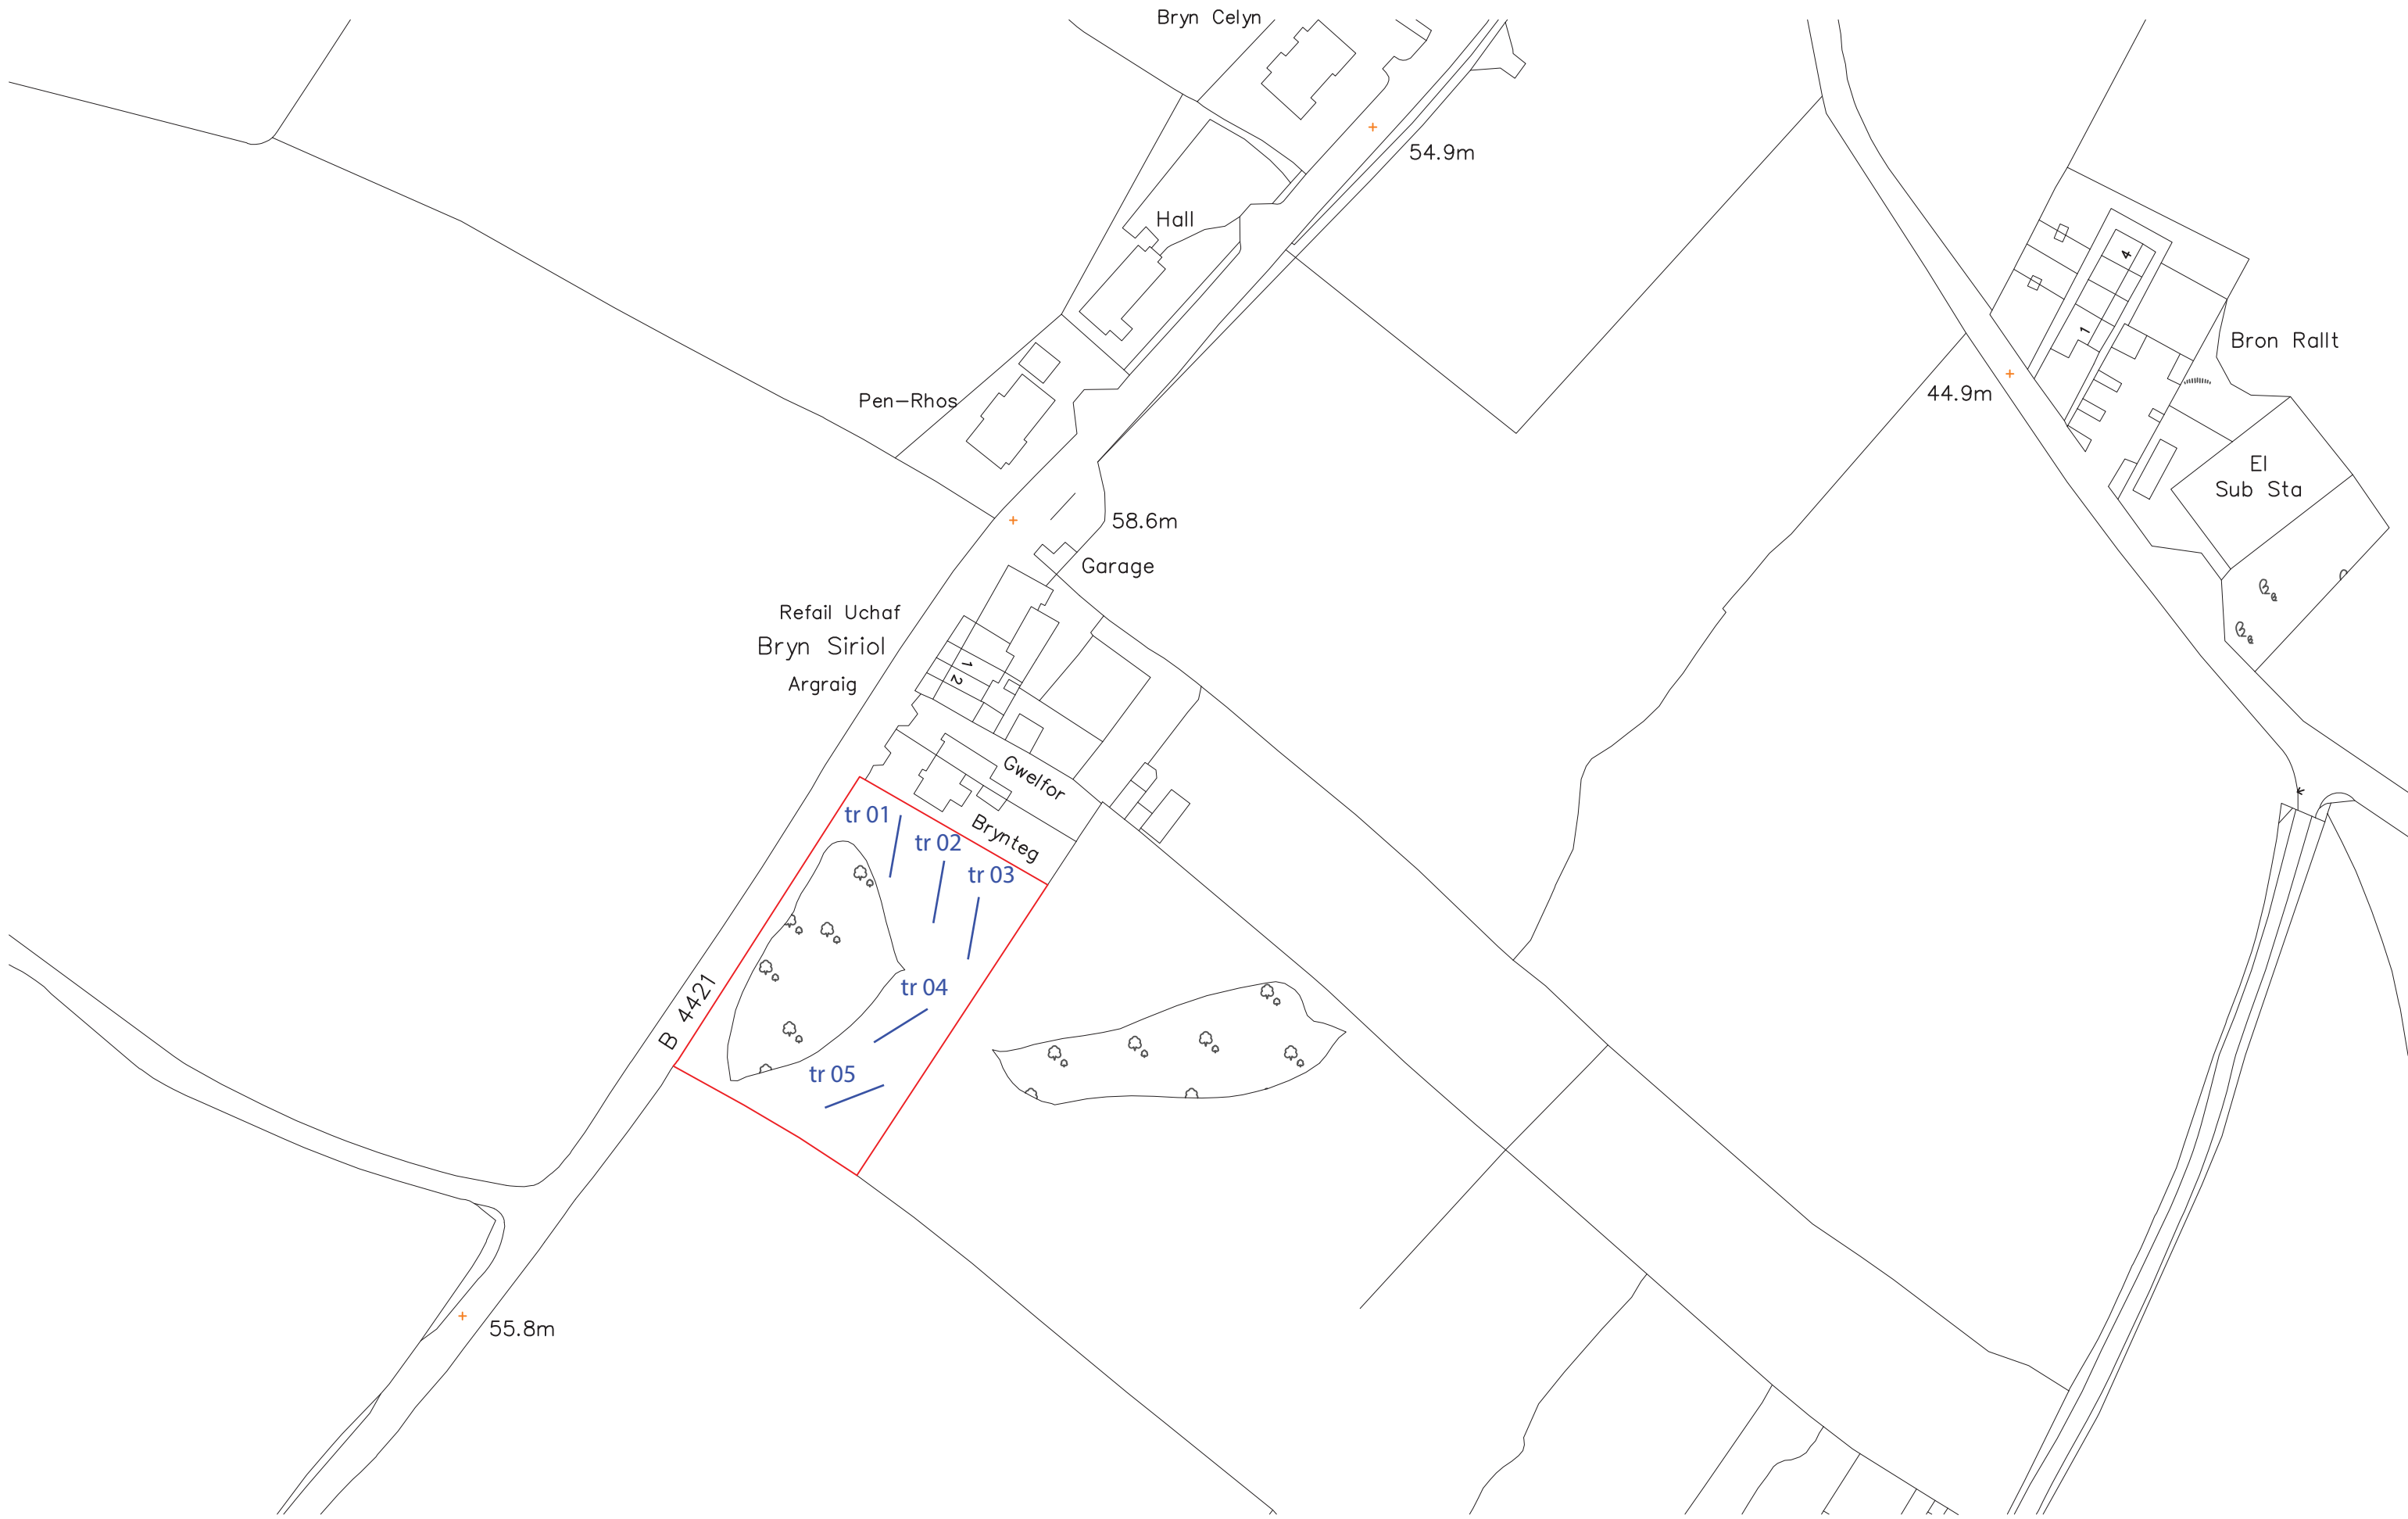 Bryn Celyn
54.9m
Hall
4
1
Bron Rallt
Pen-Rhos
44.9m
El
Sub Sta
58.6m
Garage
Refail Uchaf
Bryn Siriol
Argraig
1
2
Gwelfor
Brynteg
tr 01
tr 02
tr 03
tr 04
B 4421
tr 05
55.8m